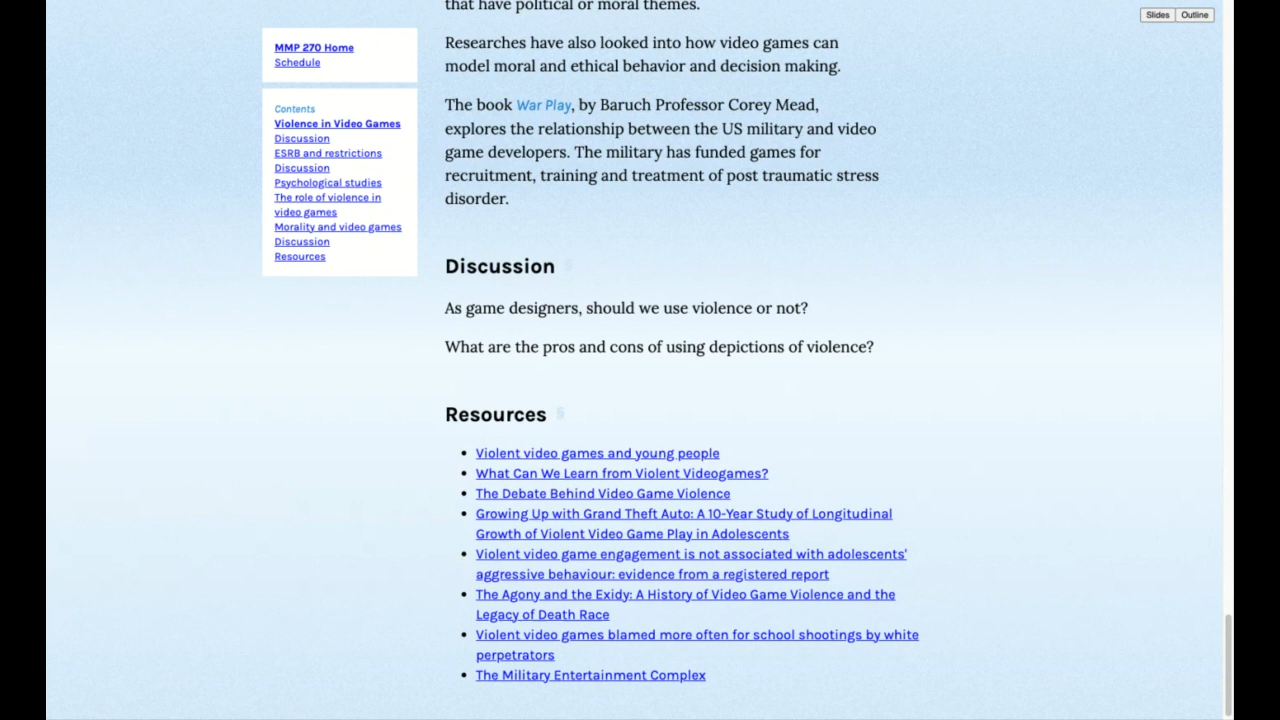 that have political or moral themes.
Slides Outline
MMP 270 Home
Schedule
Contents
Violence in Video Games
Discussion
ESRB and restrictions
Discussion
Psychological studies
The role of violence in
video games
Morality and video games
Discussion
Resources
Researches have also looked into how video games can
model moral and ethical behavior and decision making.
The book War Play, by Baruch Professor Corey Mead,
explores the relationship between the US military and video
game developers. The military has funded games for
recruitment, training and treatment of post traumatic stress
disorder.
Discussion §
As game designers, should we use violence or not?
What are the pros and cons of using depictions of violence?
Resources §
• Violent video games and young people
• What Can We Learn from Violent Videogames?
• The Debate Behind Video Game Violence
• Growing Up with Grand Theft Auto: A 10-Year Study of Longitudinal
Growth of Violent Video Game Play in Adolescents
• Violent video game engagement is not associated with adolescents'
aggressive behaviour: evidence from a registered report
• The Agony and the Exidy: A History of Video Game Violence and the
Legacy of Death Race
• Violent video games blamed more often for school shootings by white
perpetrators
• The Military Entertainment Complex